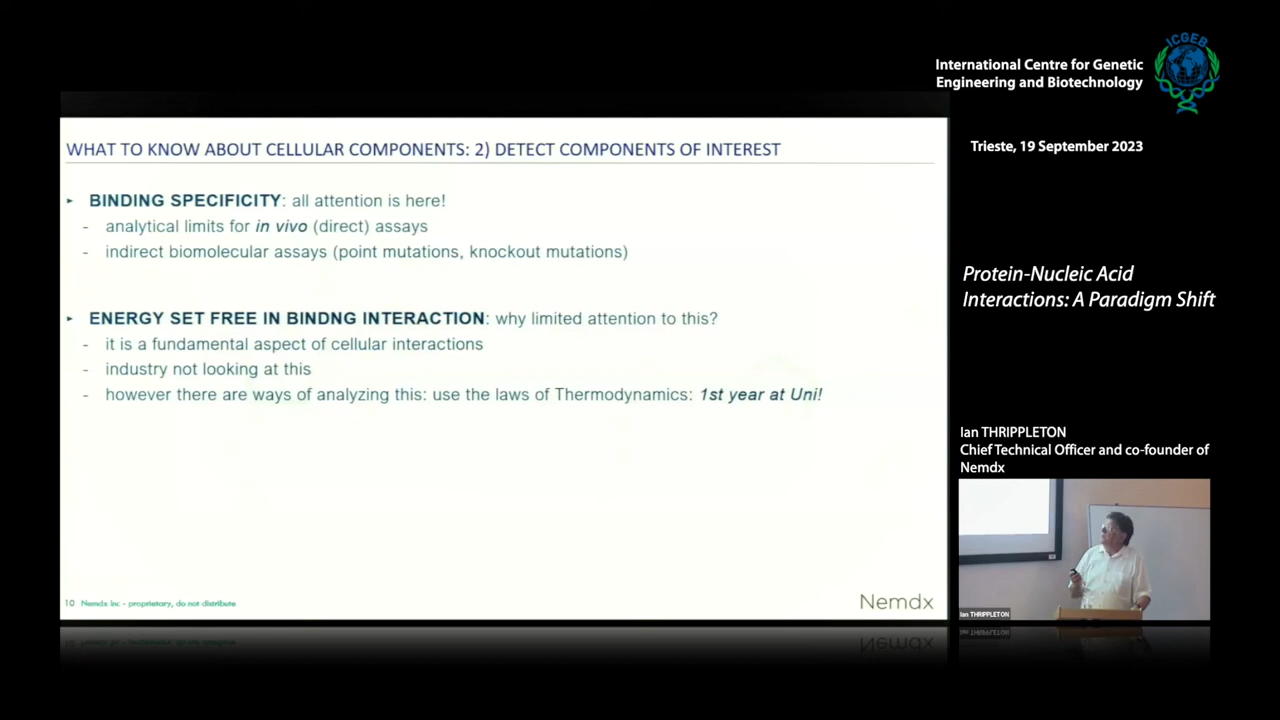 International Centre for Genetic
Engineering and Biotechnology
ICGEB
Trieste, 19 September 2023
WHAT TO KNOW ABOUT CELLULAR COMPONENTS: 2) DETECT COMPONENTS OF INTEREST
▸ BINDING SPECIFICITY: all attention is here!
- analytical limits for in vivo (direct) assays
- indirect biomolecular assays (point mutations, knockout mutations)
▸ ENERGY SET FREE IN BINDNG INTERACTION: why limited attention to this?
- it is a fundamental aspect of cellular interactions
- industry not looking at this
- however there are ways of analyzing this: use the laws of Thermodynamics: 1st year at Uni!
10 Nemdx Inc - proprietary, do not distribute
Nemdx
Protein-Nucleic Acid
Interactions: A Paradigm Shift
Ian THRIPPLETON
Chief Technical Officer and co-founder of
Nemdx
Ian THRIPPLETON